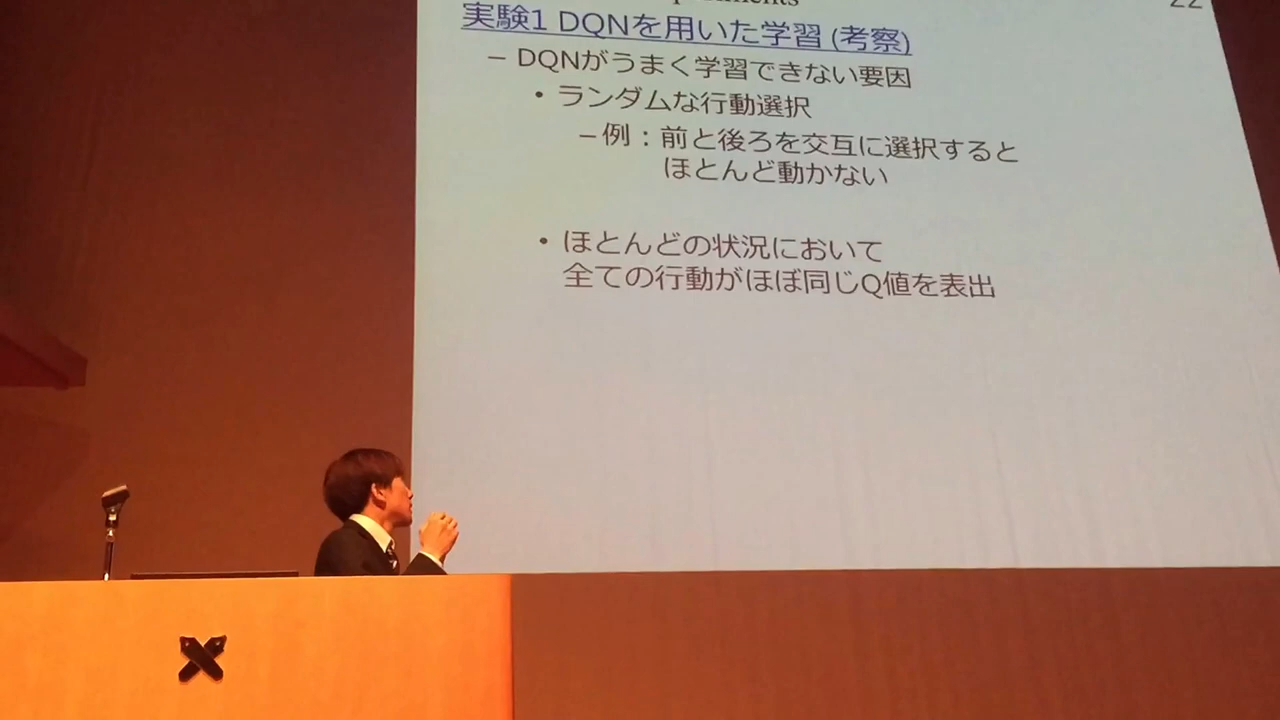 22
実験1 DQNを用いた学習 (考察)
– DQNがうまく学習できない要因
• ランダムな行動選択
– 例：前と後ろを交互に選択すると
ほとんど動かない
• ほとんどの状況において
全ての行動がほぼ同じQ値を表出